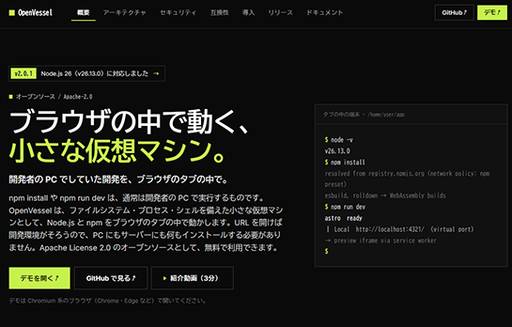 OpenVessel
概要 アーキテクチャ セキュリティ 互換性 導入 リリース ドキュメント
GitHub↗ デモ↗
v2.0.1 Node.js 26（v26.13.0）に対応しました →
オープンソース / Apache-2.0
ブラウザの中で動く、
小さな仮想マシン。
開発者の PC でしていた開発を、ブラウザのタブの中で。
npm install や npm run dev は、通常は開発者の PC で実行するものです。
OpenVessel は、ファイルシステム・プロセス・シェルを備えた小さな仮想マ
シンとして、Node.js と npm をブラウザのタブの中で動かします。URL を開けば
開発環境がそろうので、PC にもサーバーにも何もインストールする必要があり
ません。Apache License 2.0 のオープンソースとして、無料で利用できます。
デモを開く↗ GitHub で見る↗ ▶ 紹介動画（3分）
デモは Chromium 系のブラウザ（Chrome・Edge など）で開いてください。
タブの中の端末 · /home/user/app
$ node -v
v26.13.0
$ npm install
resolved from registry.npmjs.org (network policy: npm
preset)
esbuild, rolldown → WebAssembly builds
$ npm run dev
astro ready
| Local http://localhost:4321/ (virtual port)
→ preview iframe via service worker
$